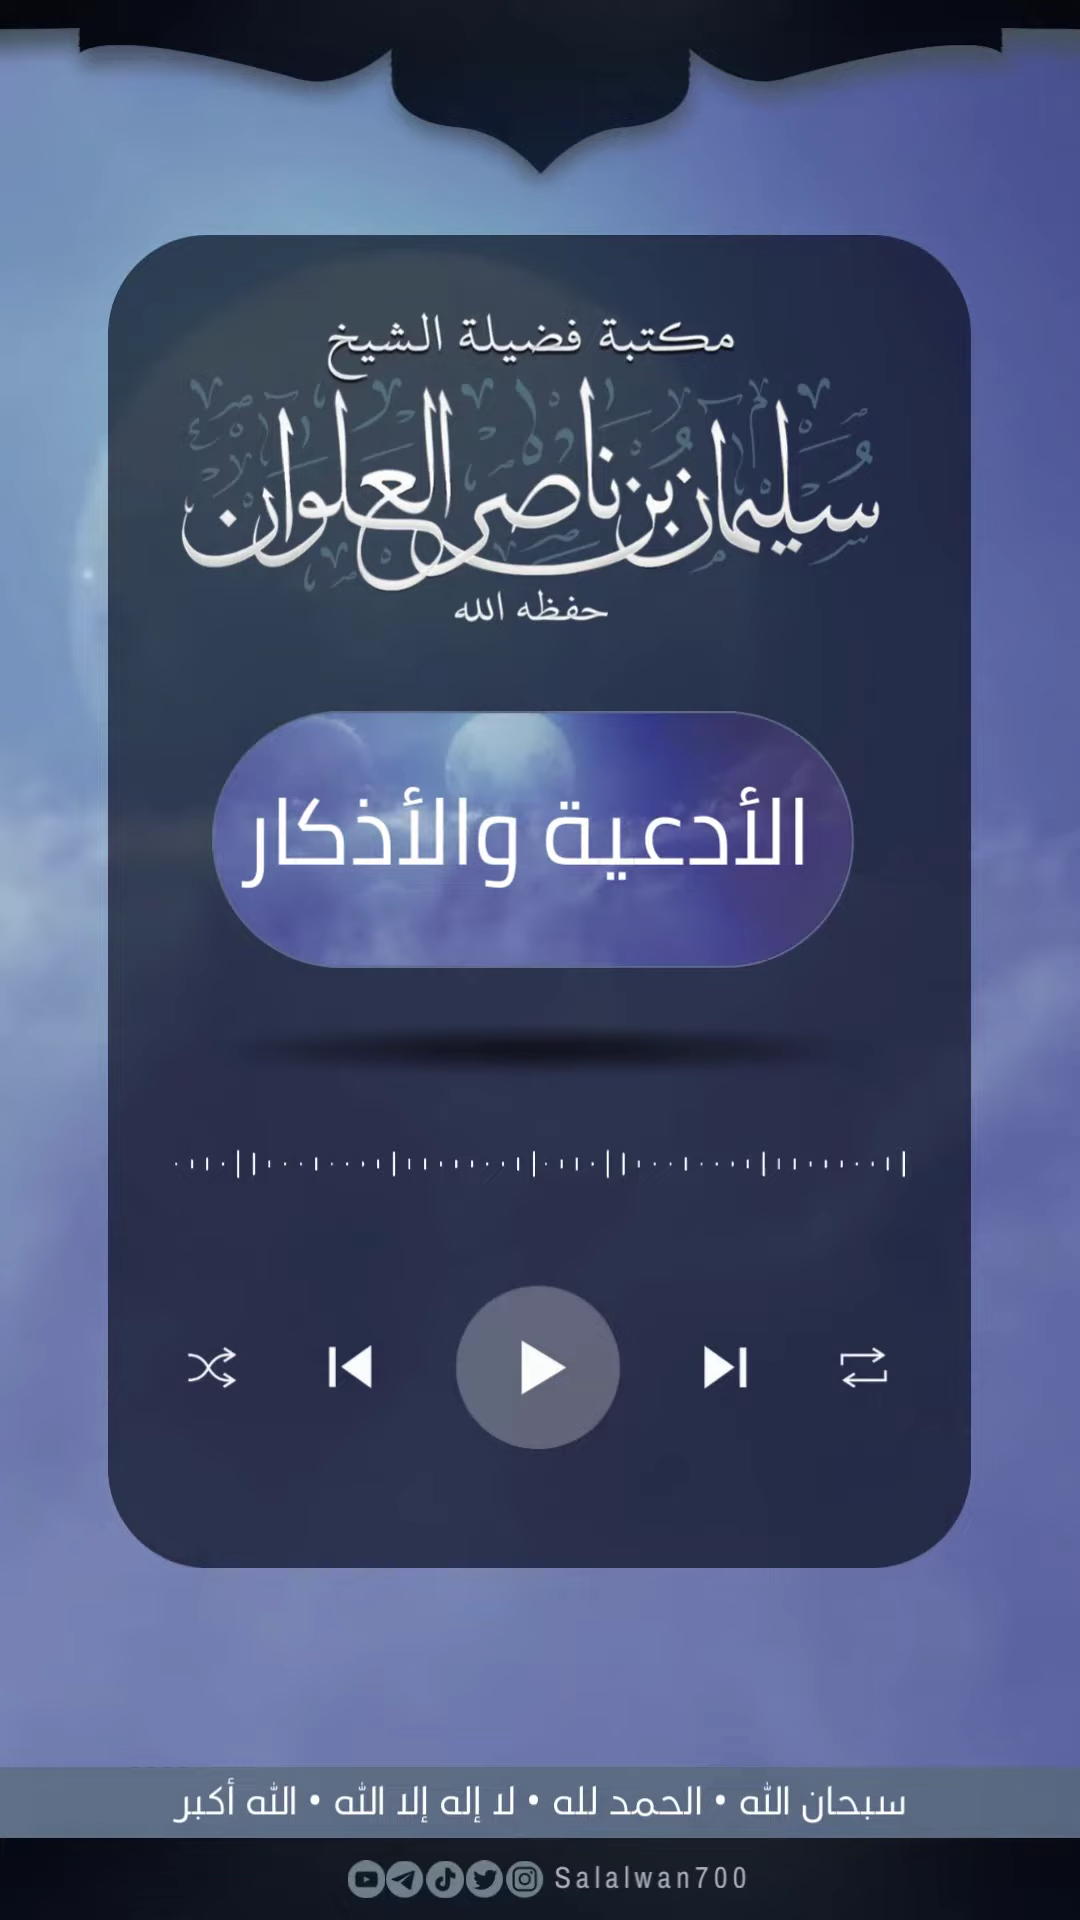 مكتبة فضيلة الشيخ
سليمان بن ناصر العلوان
حفظه الله
الأدعية والأذكار
سبحان الله • الحمد لله • لا إله إلا الله • الله أكبر
Salalwan700